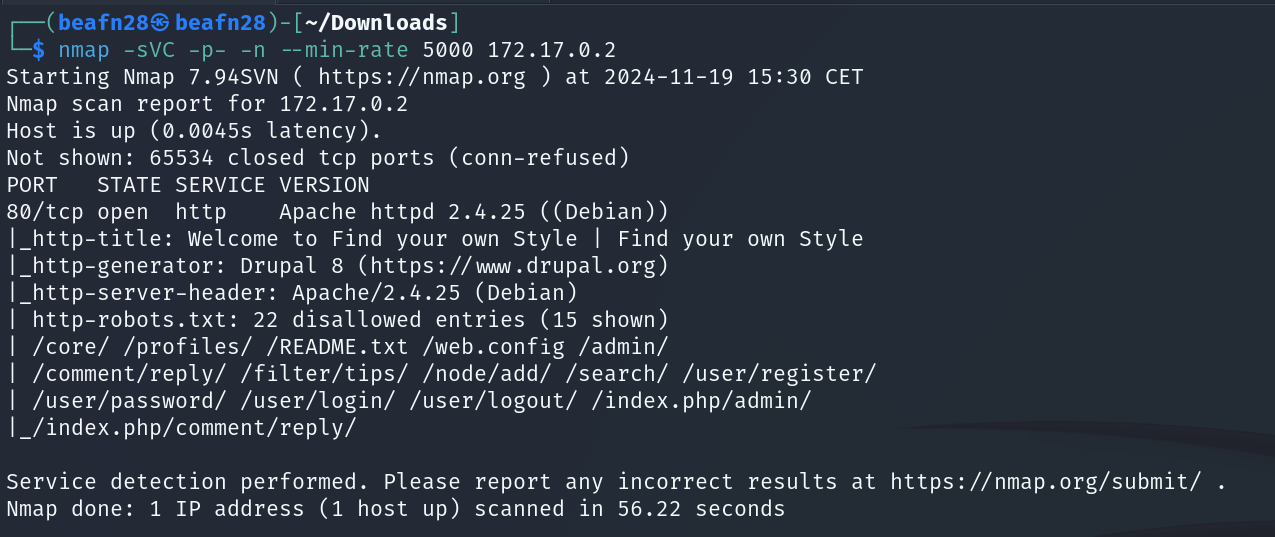 ┌──(beafn28㉿beafn28)-[~/Downloads]
└─$ nmap -sVC -p- -n --min-rate 5000 172.17.0.2
Starting Nmap 7.94SVN ( https://nmap.org ) at 2024-11-19 15:30 CET
Nmap scan report for 172.17.0.2
Host is up (0.0045s latency).
Not shown: 65534 closed tcp ports (conn-refused)
PORT   STATE SERVICE VERSION
80/tcp open  http    Apache httpd 2.4.25 ((Debian))
|_http-title: Welcome to Find your own Style | Find your own Style
|_http-generator: Drupal 8 (https://www.drupal.org)
|_http-server-header: Apache/2.4.25 (Debian)
| http-robots.txt: 22 disallowed entries (15 shown)
| /core/ /profiles/ /README.txt /web.config /admin/
| /comment/reply/ /filter/tips/ /node/add/ /search/ /user/register/
| /user/password/ /user/login/ /user/logout/ /index.php/admin/
|_/index.php/comment/reply/
Service detection performed. Please report any incorrect results at https://nmap.org/submit/ .
Nmap done: 1 IP address (1 host up) scanned in 56.22 seconds